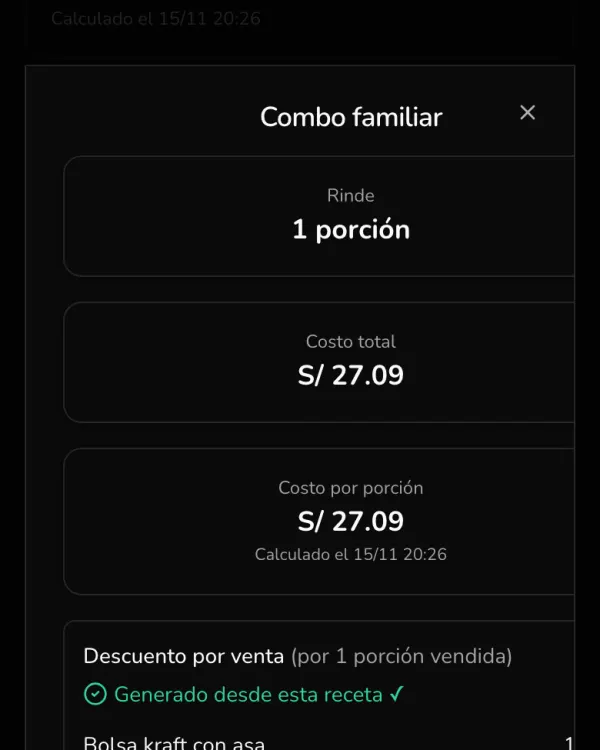 Calculado el 15/11 20:26
Combo familiar
Rinde
1 porción
Costo total
S/ 27.09
Costo por porción
S/ 27.09
Calculado el 15/11 20:26
Descuento por venta (por 1 porción vendida)
Generado desde esta receta ✓
Bolsa kraft con asa 1